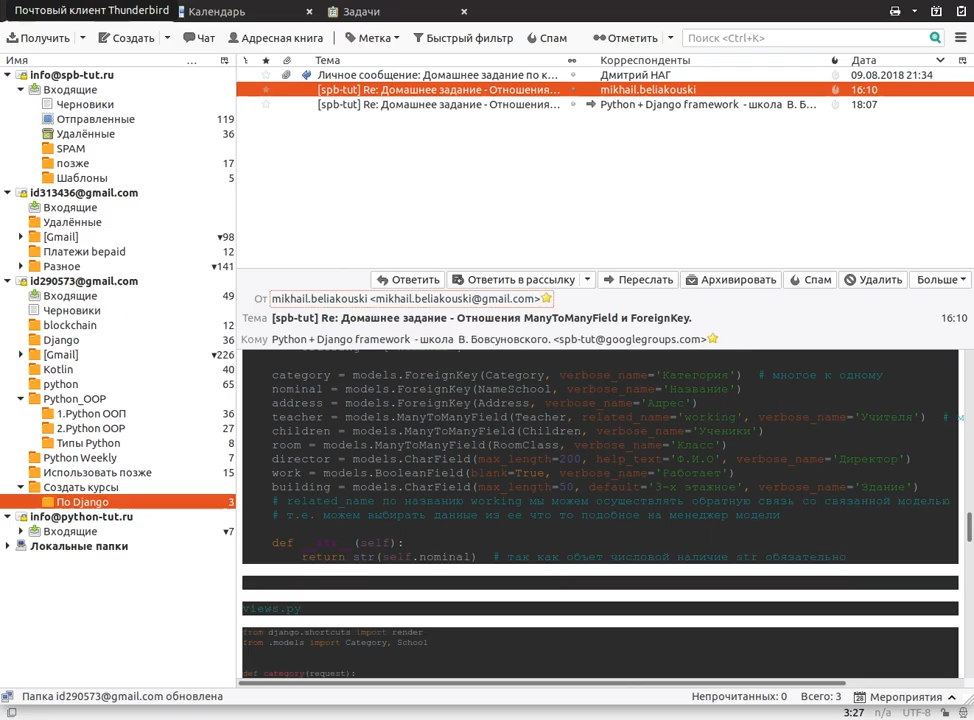 Почтовый клиент Thunderbird
Календарь ×
Задачи ×
Получить Создать Чат Адресная книга Метка Быстрый фильтр Спам Отметить Поиск <Ctrl+K>
Имя ...
Тема Корреспонденты Дата
Личное сообщение: Домашнее задание по к... Дмитрий НАГ 09.08.2018 21:34
[spb-tut] Re: Домашнее задание - Отношения... mikhail.beliakouski 16:10
[spb-tut] Re: Домашнее задание - Отношения... Python + Django framework - школа В. Б... 18:07
info@spb-tut.ru
Входящие
Черновики
Отправленные 119
Удалённые 36
SPAM
позже 17
Шаблоны 5
id313436@gmail.com
Входящие
Удалённые
[Gmail] ▾98
Платежи bepaid 12
Разное ▾141
id290573@gmail.com
Входящие 49
Черновики
blockchain 12
Django 36
[Gmail] ▾226
Kotlin 40
python 65
Python_OOP
1.Python ООП 36
2.Python OOP 27
Типы Python 8
Python Weekly 7
Использовать позже 15
Создать курсы
По Django 3
info@python-tut.ru
Входящие ▾7
Локальные папки
Ответить Ответить в рассылку Переслать Архивировать Спам Удалить Больше
От mikhail.beliakouski <mikhail.beliakouski@gmail.com>
Тема [spb-tut] Re: Домашнее задание - Отношения ManyToManyField и ForeignKey. 16:10
Кому Python + Django framework - школа В. Бовсуновского. <spb-tut@googlegroups.com>
category = models.ForeignKey(Category, verbose_name='Категория') # многое к одному
nominal = models.ForeignKey(NameSchool, verbose_name='Название')
address = models.ForeignKey(Address, verbose_name='Адрес')
teacher = models.ManyToManyField(Teacher, related_name='working', verbose_name='Учителя') # м
children = models.ManyToManyField(Children, verbose_name='Ученики')
room = models.ManyToManyField(RoomClass, verbose_name='Класс')
director = models.CharField(max_length=200, help_text='Ф.И.О', verbose_name='Директор')
work = models.BooleanField(blank=True, verbose_name='Работает')
building = models.CharField(max_length=50, default='3-х этажное', verbose_name='Здание')
# related_name по названию working мы можем осуществлять обратную связь со связанной моделью
# т.е. можем выбирать данные из ее что то подобное на менеджер модели
def __str__(self):
return str(self.nominal) # так как объет числовой наличие str обязательно
views.py
from django.shortcuts import render
from .models import Category, School
def category(request):
Папка id290573@gmail.com обновлена Непрочитанных: 0 Всего: 3 28 Мероприятия
3:27 n/a UTF-8